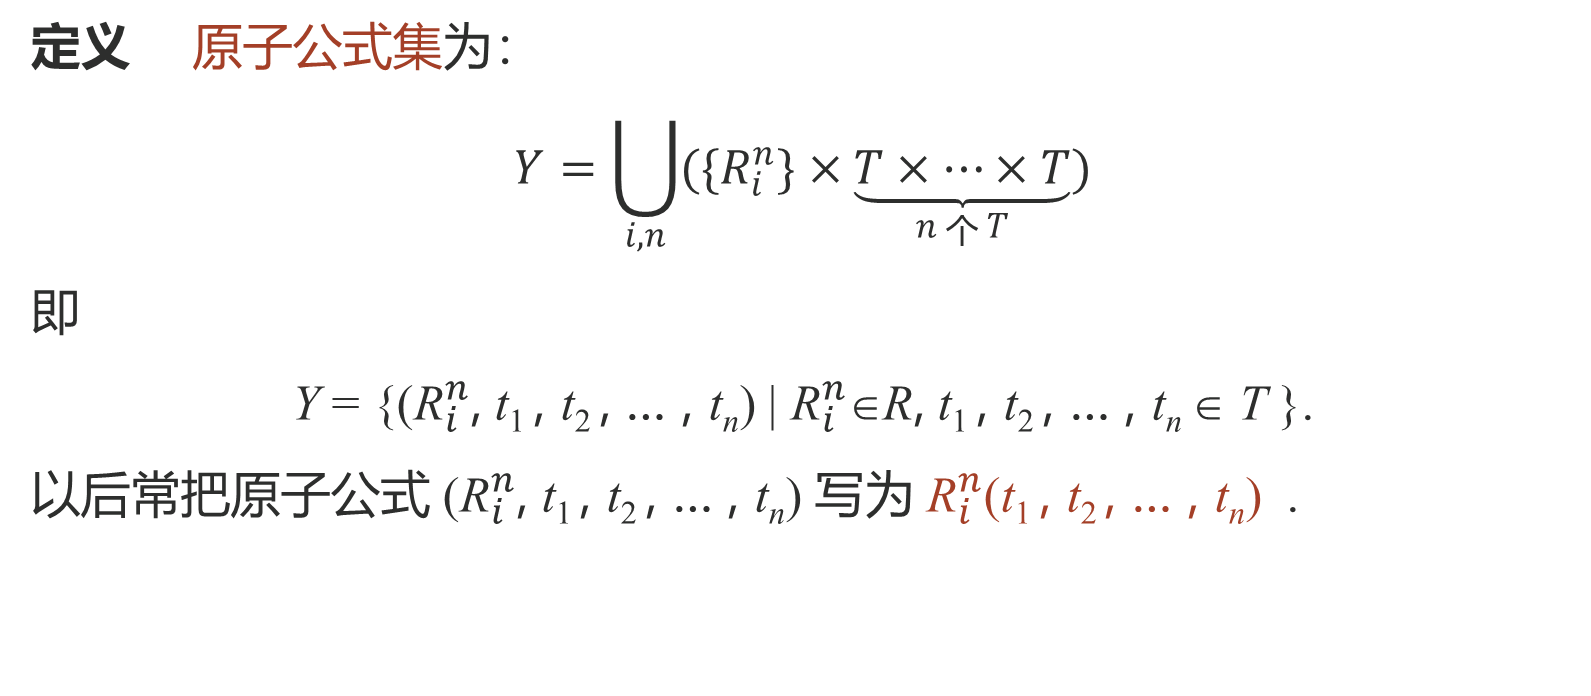 定义 原子公式集为：
Y = ⋃_{i,n} ({R_i^n} × T × ⋯ × T)
n 个 T
即
Y = {(R_i^n, t_1, t_2, … , t_n) | R_i^n ∈ R, t_1, t_2, … , t_n ∈ T }.
以后常把原子公式 (R_i^n, t_1, t_2, … , t_n) 写为 R_i^n(t_1, t_2, … , t_n) .